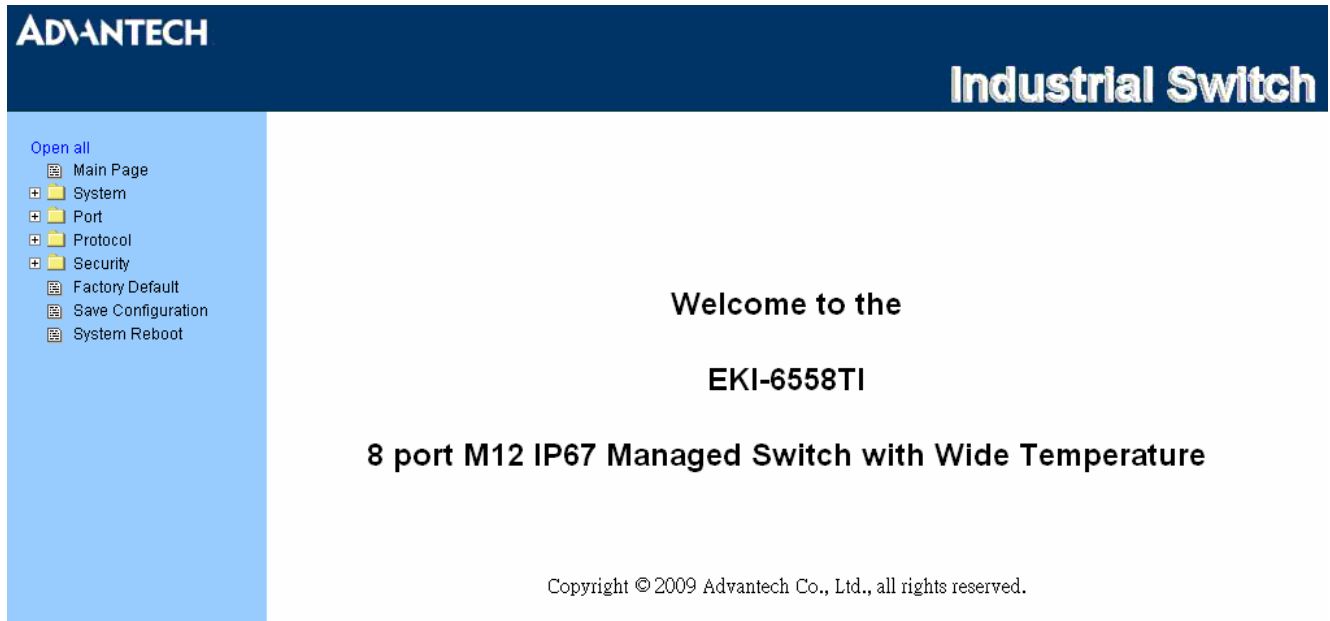 ADVANTECH
Industrial Switch
Open all
Main Page
System
Port
Protocol
Security
Factory Default
Save Configuration
System Reboot
Welcome to the
EKI-6558TI
8 port M12 IP67 Managed Switch with Wide Temperature
Copyright © 2009 Advantech Co., Ltd., all rights reserved.